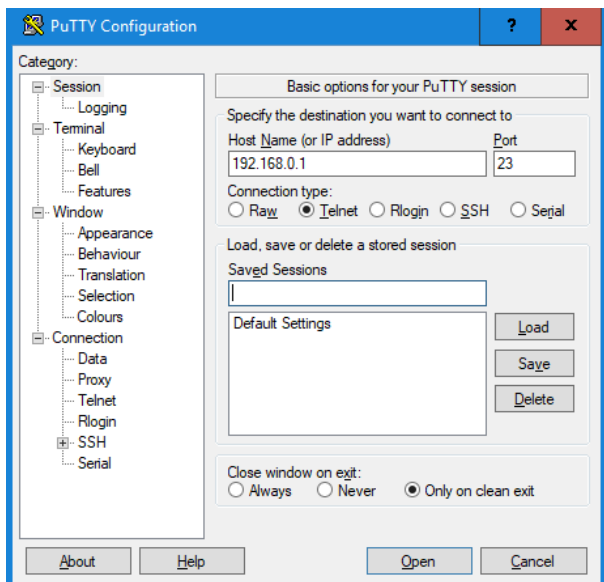 PuTTY Configuration
? x
Category:
Session
Logging
Terminal
Keyboard
Bell
Features
Window
Appearance
Behaviour
Translation
Selection
Colours
Connection
Data
Proxy
Telnet
Rlogin
SSH
Serial
Basic options for your PuTTY session
Specify the destination you want to connect to
Host Name (or IP address) Port
192.168.0.1 23
Connection type:
Raw Telnet Rlogin SSH Serial
Load, save or delete a stored session
Saved Sessions
Default Settings
Load
Save
Delete
Close window on exit:
Always Never Only on clean exit
About Help Open Cancel